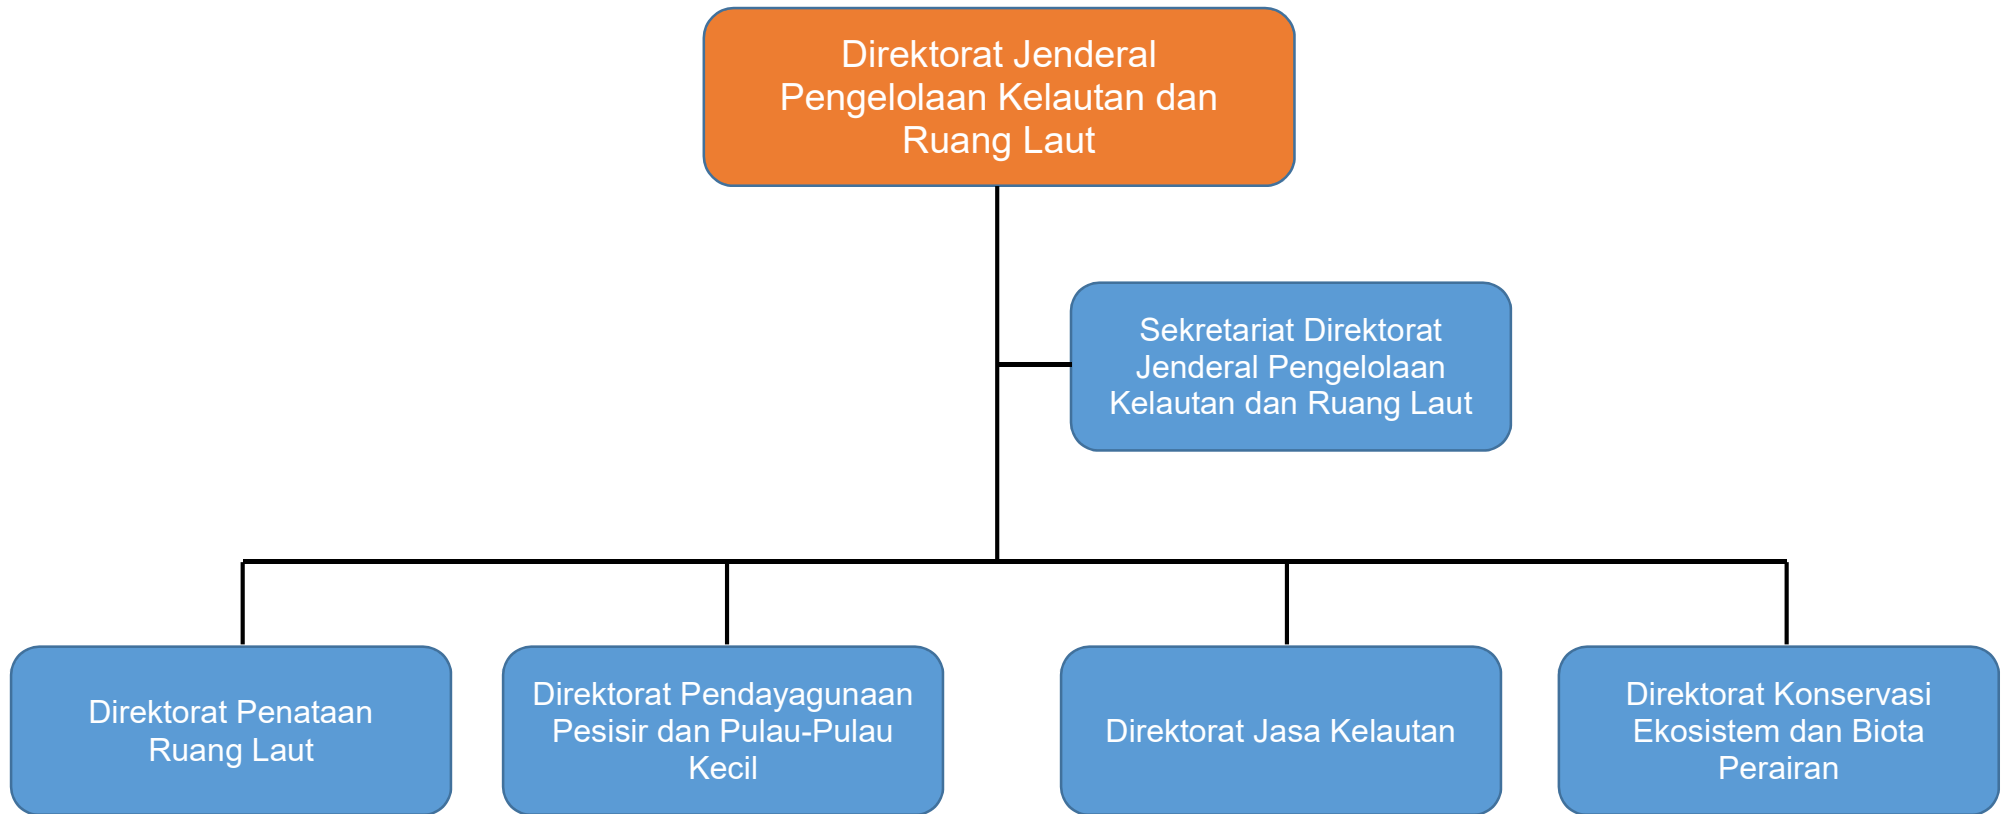 Direktorat Jenderal
Pengelolaan Kelautan dan
Ruang Laut
Sekretariat Direktorat
Jenderal Pengelolaan
Kelautan dan Ruang Laut
Direktorat Penataan
Ruang Laut
Direktorat Pendayagunaan
Pesisir dan Pulau-Pulau
Kecil
Direktorat Jasa Kelautan
Direktorat Konservasi
Ekosistem dan Biota
Perairan